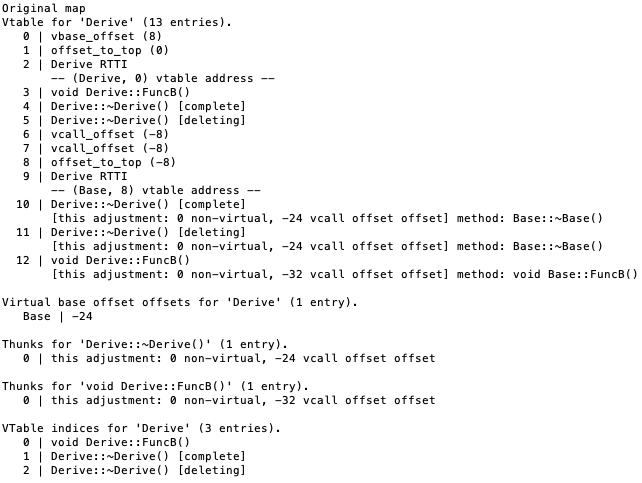 Original map
Vtable for 'Derive' (13 entries).
   0 | vbase_offset (8)
   1 | offset_to_top (0)
   2 | Derive RTTI
       -- (Derive, 0) vtable address --
   3 | void Derive::FuncB()
   4 | Derive::~Derive() [complete]
   5 | Derive::~Derive() [deleting]
   6 | vcall_offset (-8)
   7 | vcall_offset (-8)
   8 | offset_to_top (-8)
   9 | Derive RTTI
       -- (Base, 8) vtable address --
  10 | Derive::~Derive() [complete]
       [this adjustment: 0 non-virtual, -24 vcall offset offset] method: Base::~Base()
  11 | Derive::~Derive() [deleting]
       [this adjustment: 0 non-virtual, -24 vcall offset offset] method: Base::~Base()
  12 | void Derive::FuncB()
       [this adjustment: 0 non-virtual, -32 vcall offset offset] method: void Base::FuncB()

Virtual base offset offsets for 'Derive' (1 entry).
   Base | -24

Thunks for 'Derive::~Derive()' (1 entry).
   0 | this adjustment: 0 non-virtual, -24 vcall offset offset

Thunks for 'void Derive::FuncB()' (1 entry).
   0 | this adjustment: 0 non-virtual, -32 vcall offset offset

VTable indices for 'Derive' (3 entries).
   0 | void Derive::FuncB()
   1 | Derive::~Derive() [complete]
   2 | Derive::~Derive() [deleting]